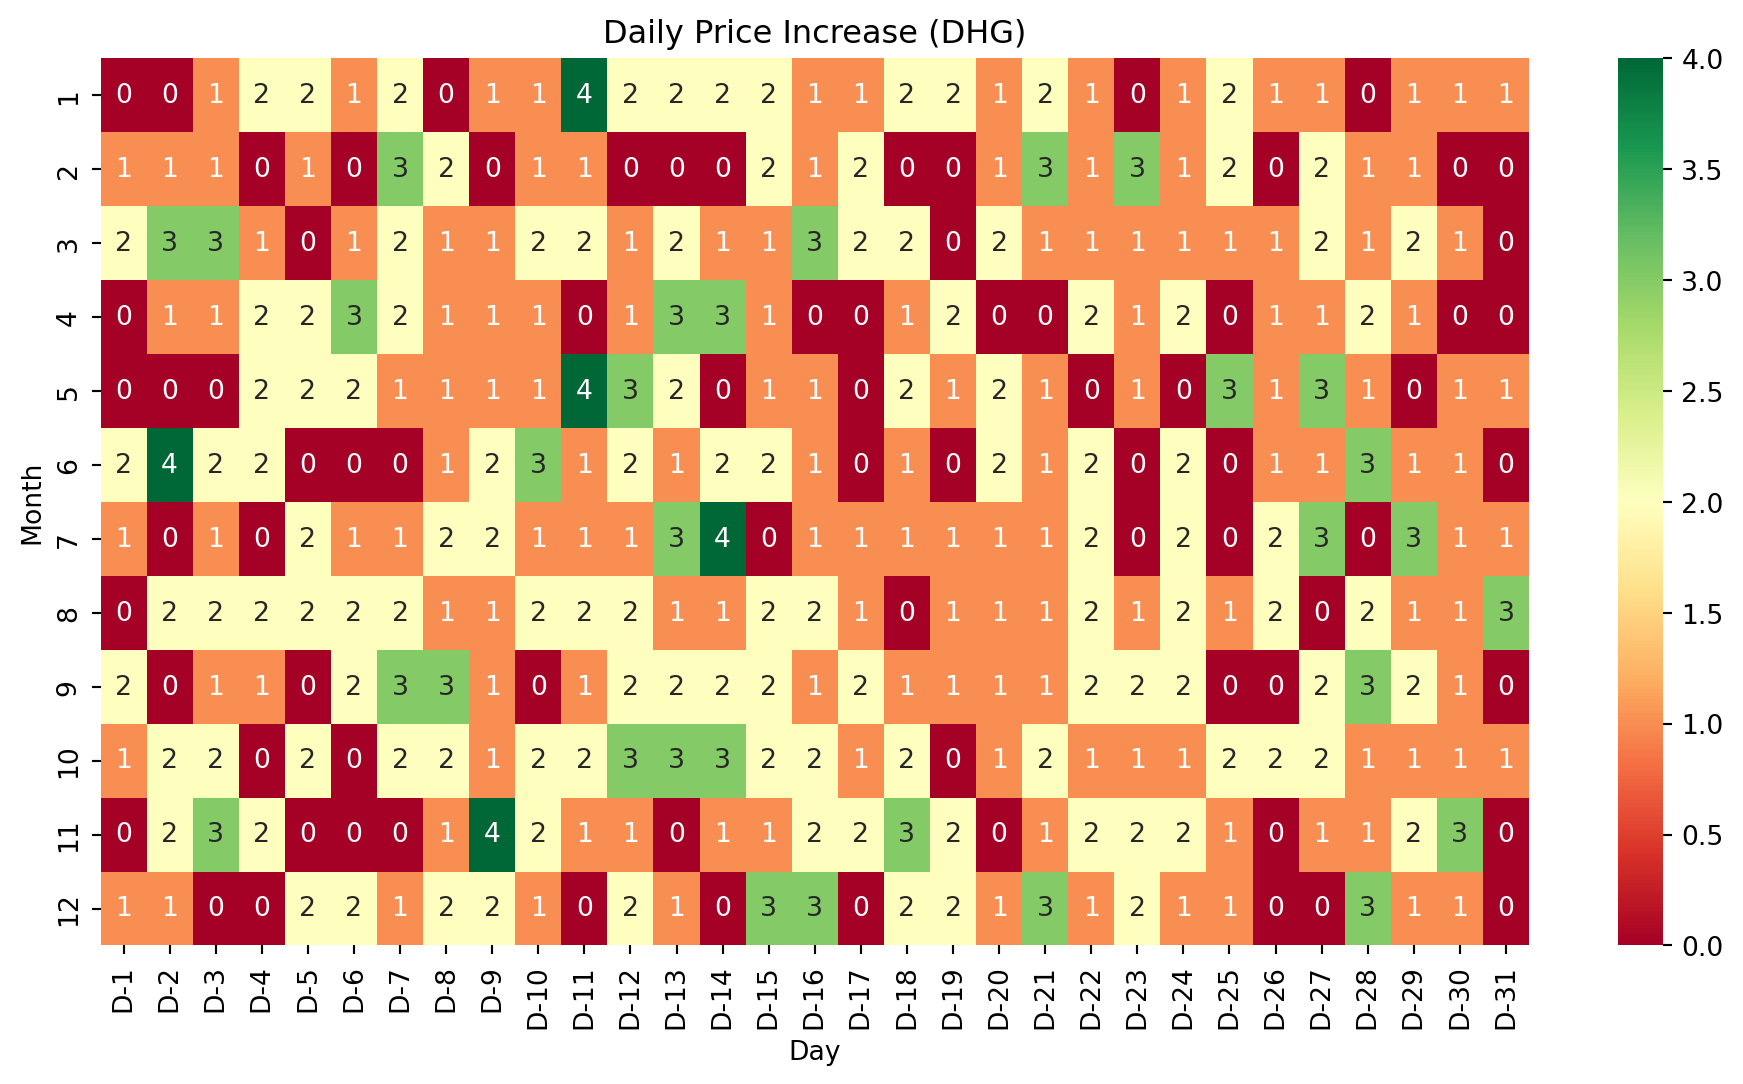 Daily Price Increase (DHG)
1 0 0 1 2 2 1 2 0 1 1 4 2 2 2 2 1 1 2 2 1 2 1 0 1 2 1 1 0 1 1 1
2 1 1 1 0 1 0 3 2 0 1 1 0 0 0 2 1 2 0 0 1 3 1 3 1 2 0 2 1 1 0 0
3 2 3 3 1 0 1 2 1 1 2 2 1 2 1 1 3 2 2 0 2 1 1 1 1 1 1 2 1 2 1 0
4 0 1 1 2 2 3 2 1 1 1 0 1 3 3 1 0 0 1 2 0 0 2 1 2 0 1 1 2 1 0 0
5 0 0 0 2 2 2 1 1 1 1 4 3 2 0 1 1 0 2 1 2 1 0 1 0 3 1 3 1 0 1 1
6 2 4 2 2 0 0 0 1 2 3 1 2 1 2 2 1 0 1 0 2 1 2 0 2 0 1 1 3 1 1 0
7 1 0 1 0 2 1 1 2 2 1 1 1 3 4 0 1 1 1 1 1 1 2 0 2 0 2 3 0 3 1 1
8 0 2 2 2 2 2 2 1 1 2 2 2 1 1 2 2 1 0 1 1 1 2 1 2 1 2 0 2 1 1 3
9 2 0 1 1 0 2 3 3 1 0 1 2 2 2 2 1 2 1 1 1 1 2 2 2 0 0 2 3 2 1 0
10 1 2 2 0 2 0 2 2 1 2 2 3 3 3 2 2 1 2 0 1 2 1 1 1 2 2 2 1 1 1 1
11 0 2 3 2 0 0 0 1 4 2 1 1 0 1 1 2 2 3 2 0 1 2 2 2 1 0 1 1 2 3 0
12 1 1 0 0 2 2 1 2 2 1 0 2 1 0 3 3 0 2 2 1 3 1 2 1 1 0 0 3 1 1 0
Month
D-1 D-2 D-3 D-4 D-5 D-6 D-7 D-8 D-9 D-10 D-11 D-12 D-13 D-14 D-15 D-16 D-17 D-18 D-19 D-20 D-21 D-22 D-23 D-24 D-25 D-26 D-27 D-28 D-29 D-30 D-31
Day
4.0
3.5
3.0
2.5
2.0
1.5
1.0
0.5
0.0